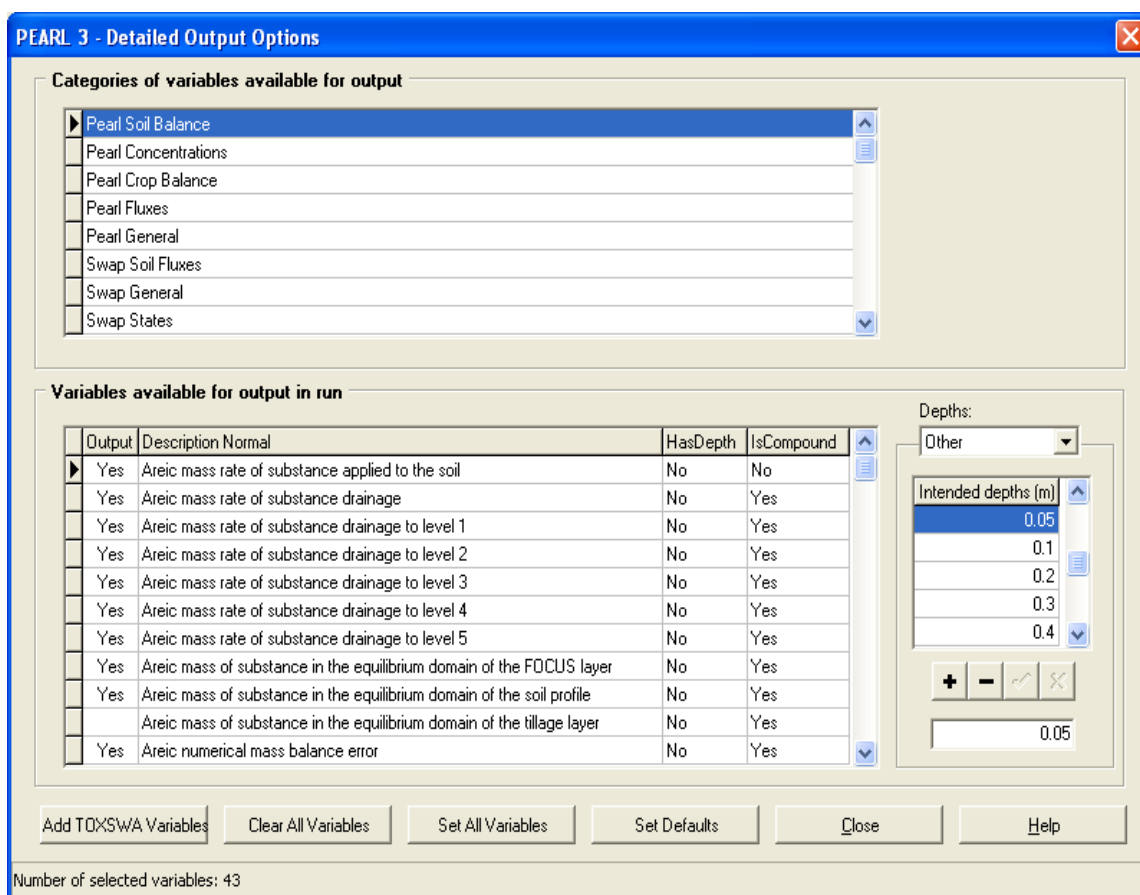 PEARL 3 - Detailed Output Options
Categories of variables available for output
Pearl Soil Balance
Pearl Concentrations
Pearl Crop Balance
Pearl Fluxes
Pearl General
Swap Soil Fluxes
Swap General
Swap States
Variables available for output in run
Depths:
Other
Output Description Normal HasDepth IsCompound
Yes Areic mass rate of substance applied to the soil No No
Yes Areic mass rate of substance drainage No Yes
Yes Areic mass rate of substance drainage to level 1 No Yes
Yes Areic mass rate of substance drainage to level 2 No Yes
Yes Areic mass rate of substance drainage to level 3 No Yes
Yes Areic mass rate of substance drainage to level 4 No Yes
Yes Areic mass rate of substance drainage to level 5 No Yes
Yes Areic mass of substance in the equilibrium domain of the FOCUS layer No Yes
Yes Areic mass of substance in the equilibrium domain of the soil profile No Yes
Areic mass of substance in the equilibrium domain of the tillage layer No Yes
Yes Areic numerical mass balance error No Yes
Intended depths (m)
0.05
0.1
0.2
0.3
0.4
0.05
Add TOXSWA Variables Clear All Variables Set All Variables Set Defaults Close Help
Number of selected variables: 43